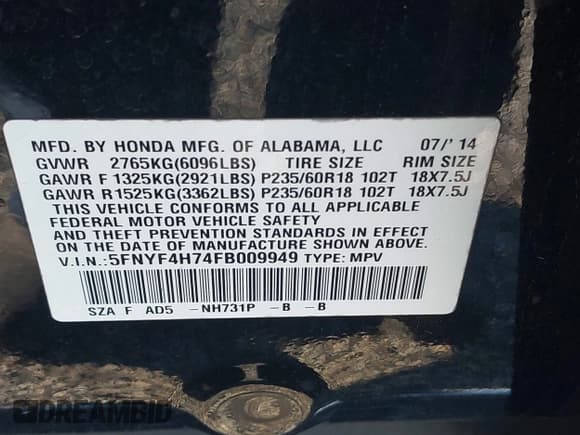 MFD. BY HONDA MFG. OF ALABAMA, LLC 07/'14
GVWR 2765KG(6096LBS) TIRE SIZE RIM SIZE
GAWR F 1325KG(2921LBS) P235/60R18 102T 18X7.5J
GAWR R 1525KG(3362LBS) P235/60R18 102T 18X7.5J
THIS VEHICLE CONFORMS TO ALL APPLICABLE
FEDERAL MOTOR VEHICLE SAFETY
AND THEFT PREVENTION STANDARDS IN EFFECT
ON THE DATE OF MANUFACTURE SHOWN ABOVE.
V.I.N.:5FNYF4H74FB009949 TYPE: MPV
SZA F AD5 -NH731P -B -B
DREAMBID